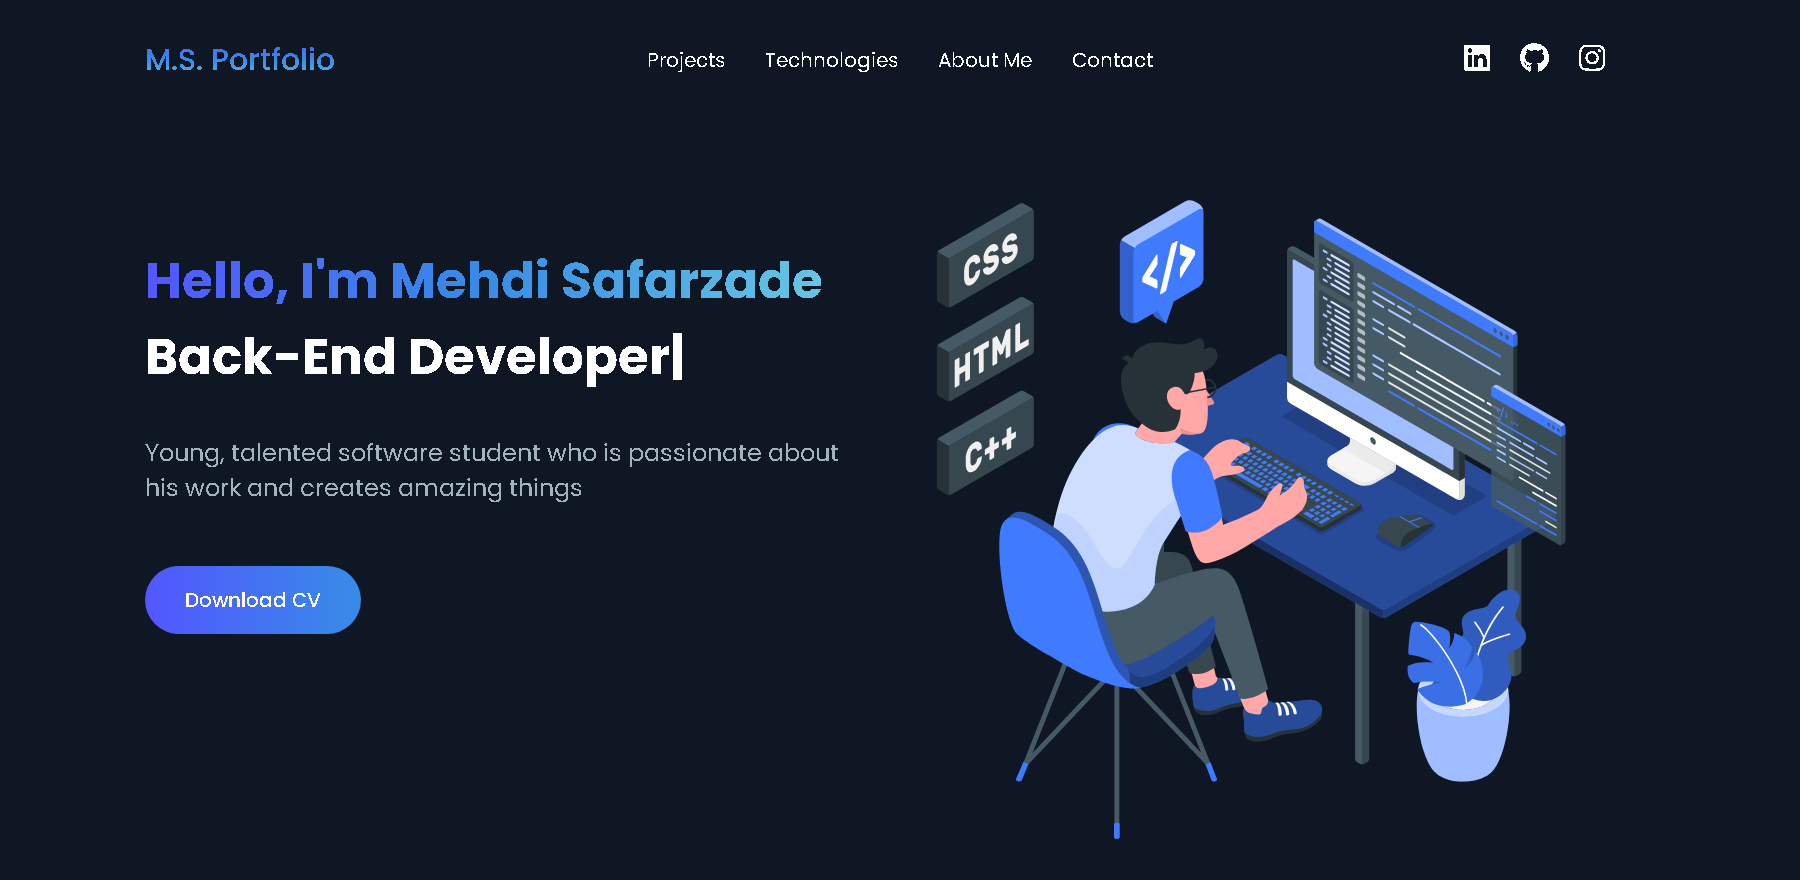 M.S. Portfolio
Projects
Technologies
About Me
Contact
Hello, I'm Mehdi Safarzade
Back-End Developer|
Young, talented software student who is passionate about
his work and creates amazing things
Download CV
CSS
HTML
C++
</>